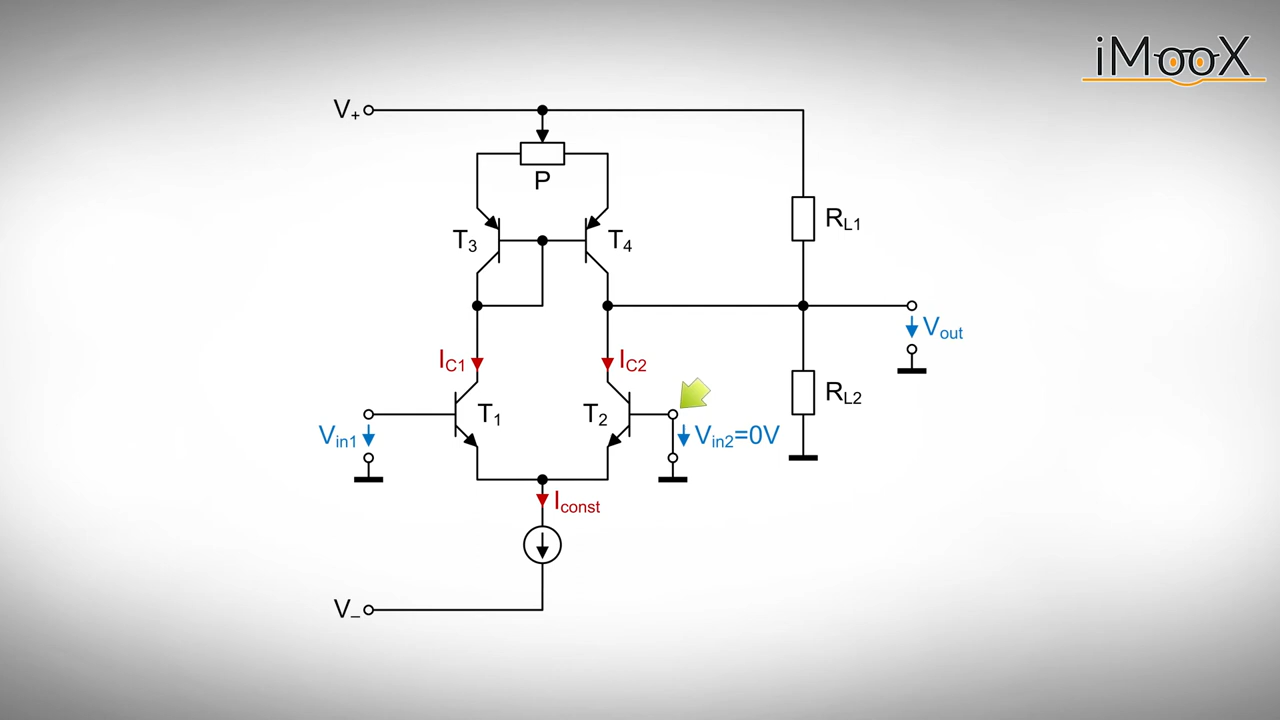 iMooX
V+
P
RL1
T3
T4
Vout
IC1
IC2
RL2
T1
T2
Vin1
Vin2=0V
Iconst
V–